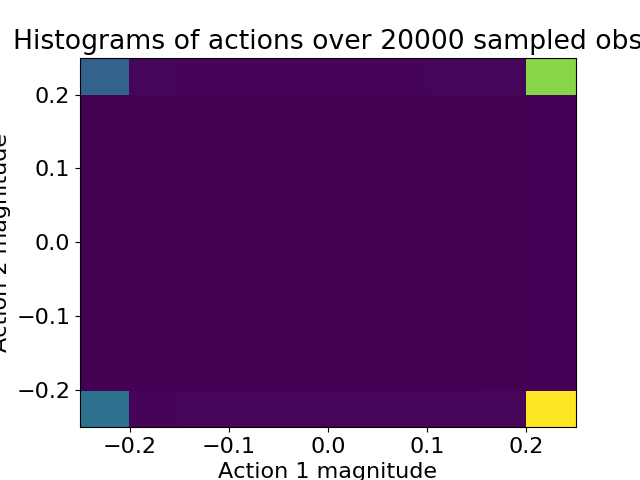 Histograms of actions over 20000 sampled obs
0.2
0.1
0.0
−0.1
−0.2
Action 2 magnitude
−0.2 −0.1 0.0 0.1 0.2
Action 1 magnitude